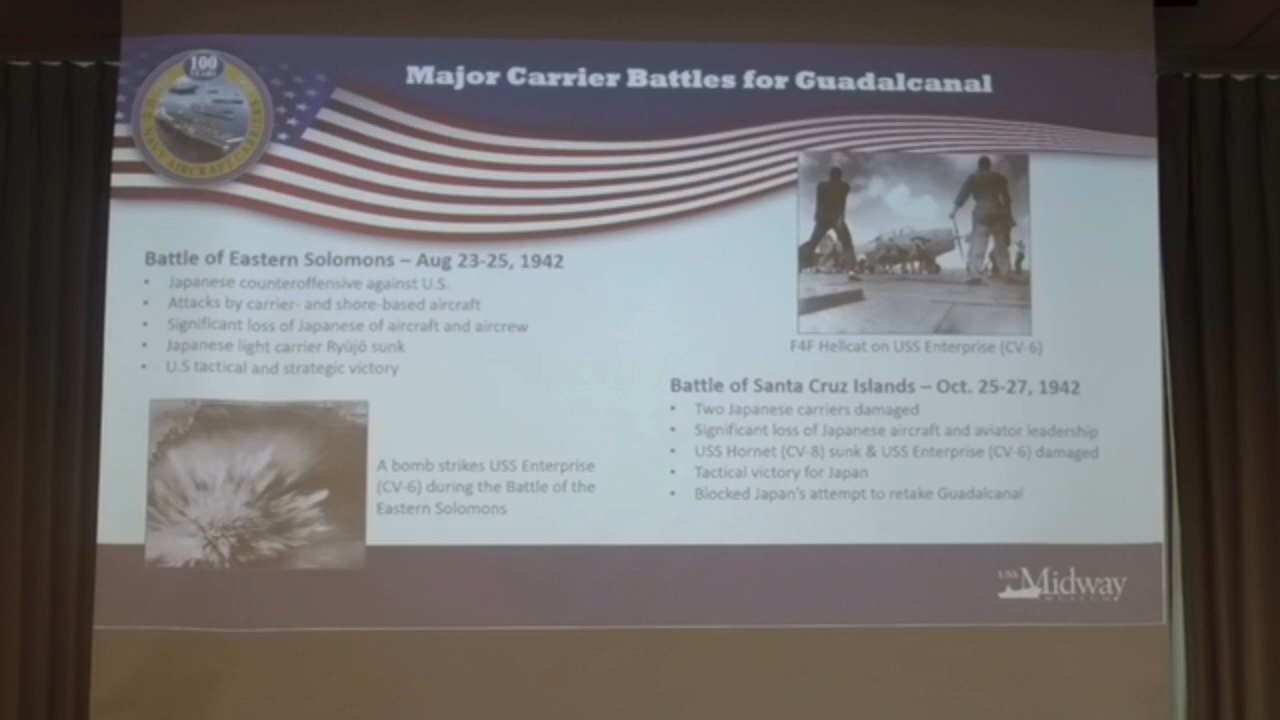 100
YEARS
U.S. NAVY AIRCRAFT CARRIERS
Major Carrier Battles for Guadalcanal
Battle of Eastern Solomons – Aug 23-25, 1942
• Japanese counteroffensive against U.S.
• Attacks by carrier- and shore-based aircraft
• Significant loss of Japanese of aircraft and aircrew
• Japanese light carrier Ryūjō sunk
• U.S tactical and strategic victory
A bomb strikes USS Enterprise
(CV-6) during the Battle of the
Eastern Solomons
F4F Hellcat on USS Enterprise (CV-6)
Battle of Santa Cruz Islands – Oct. 25-27, 1942
• Two Japanese carriers damaged
• Significant loss of Japanese aircraft and aviator leadership
• USS Hornet (CV-8) sunk & USS Enterprise (CV-6) damaged
• Tactical victory for Japan
• Blocked Japan's attempt to retake Guadalcanal
USS Midway
MUSEUM